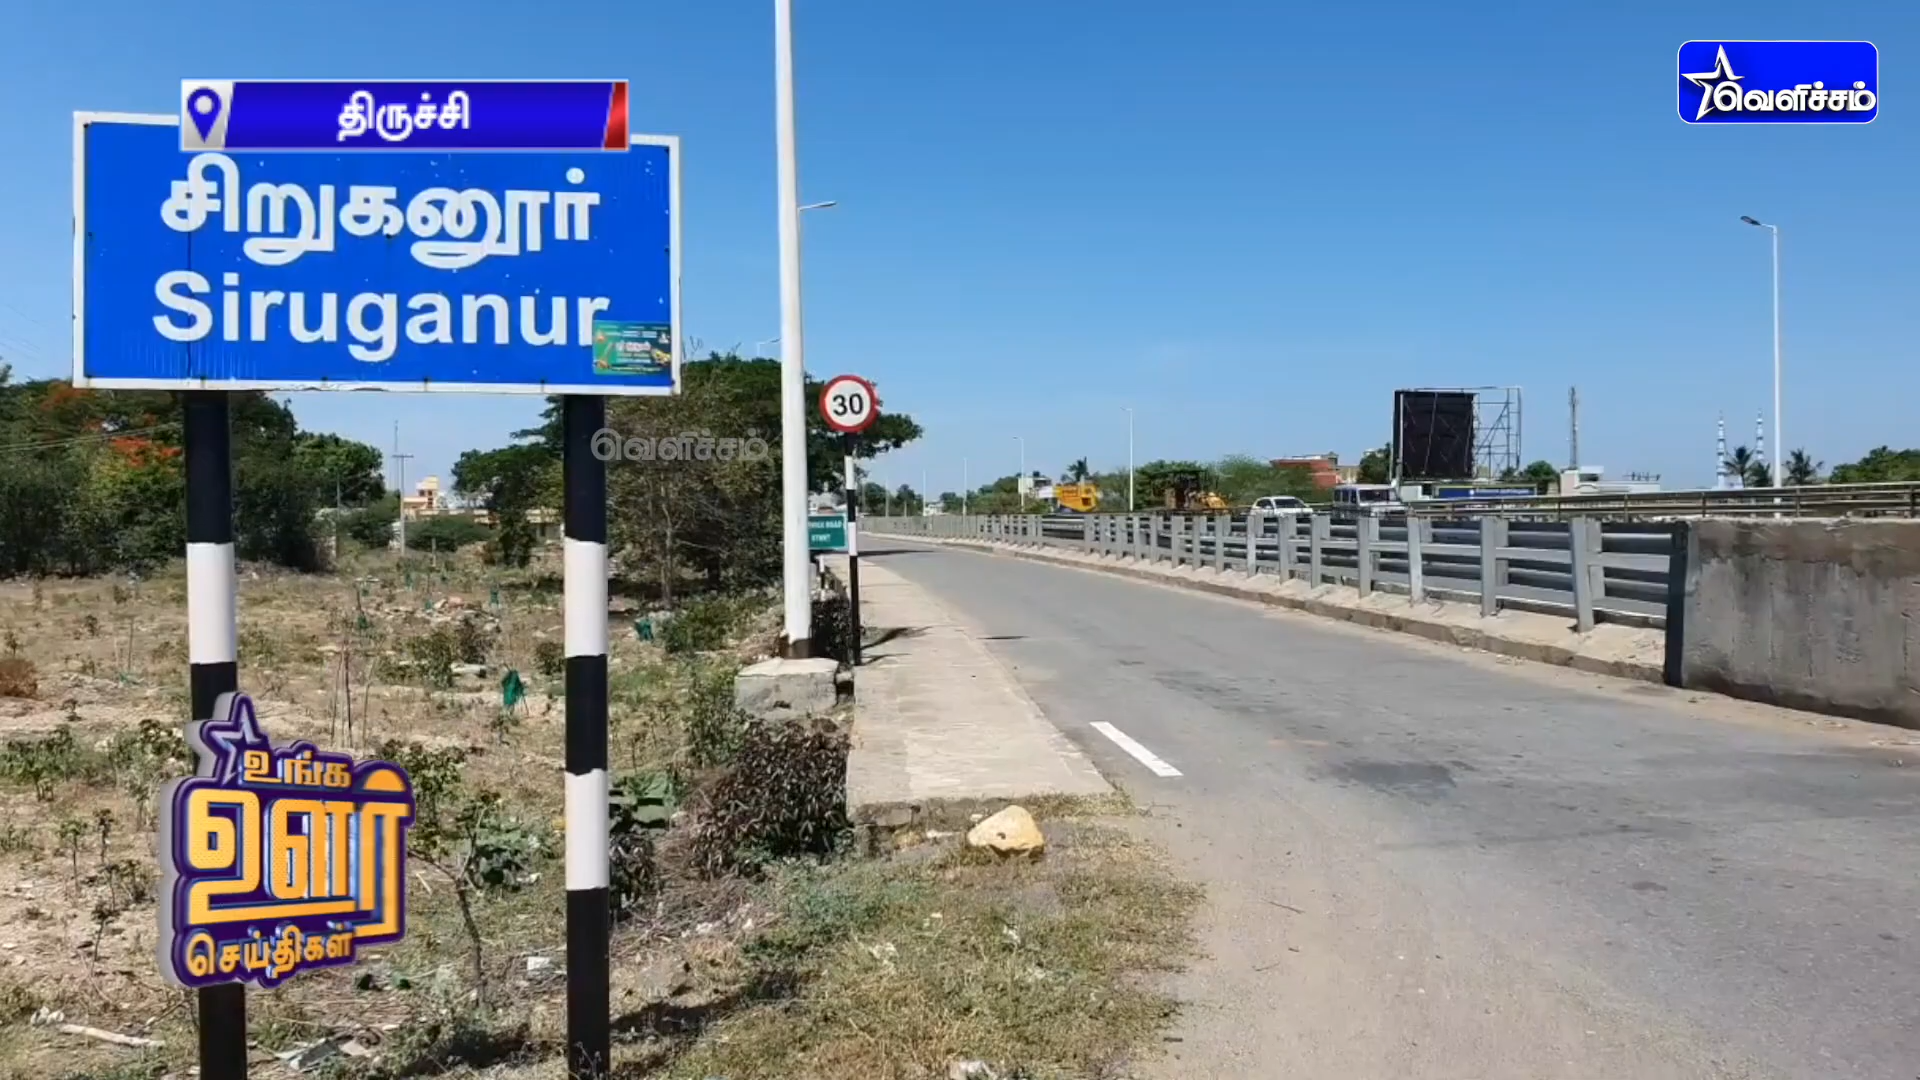 திருச்சி
வெளிச்சம்
சிறுகனூர்
Siruganur
30
வெளிச்சம்
உங்க
ஊர்
செய்திகள்